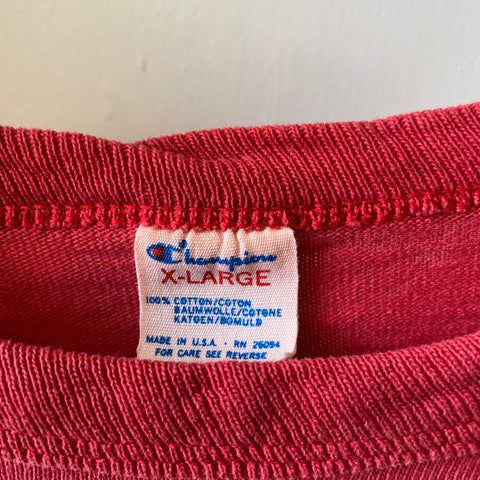 Champion
X-LARGE
100% COTTON/COTON
BAUMWOLLE/COTONE
KATOEN/BOMULD
MADE IN U.S.A. · RN 26094
FOR CARE SEE REVERSE